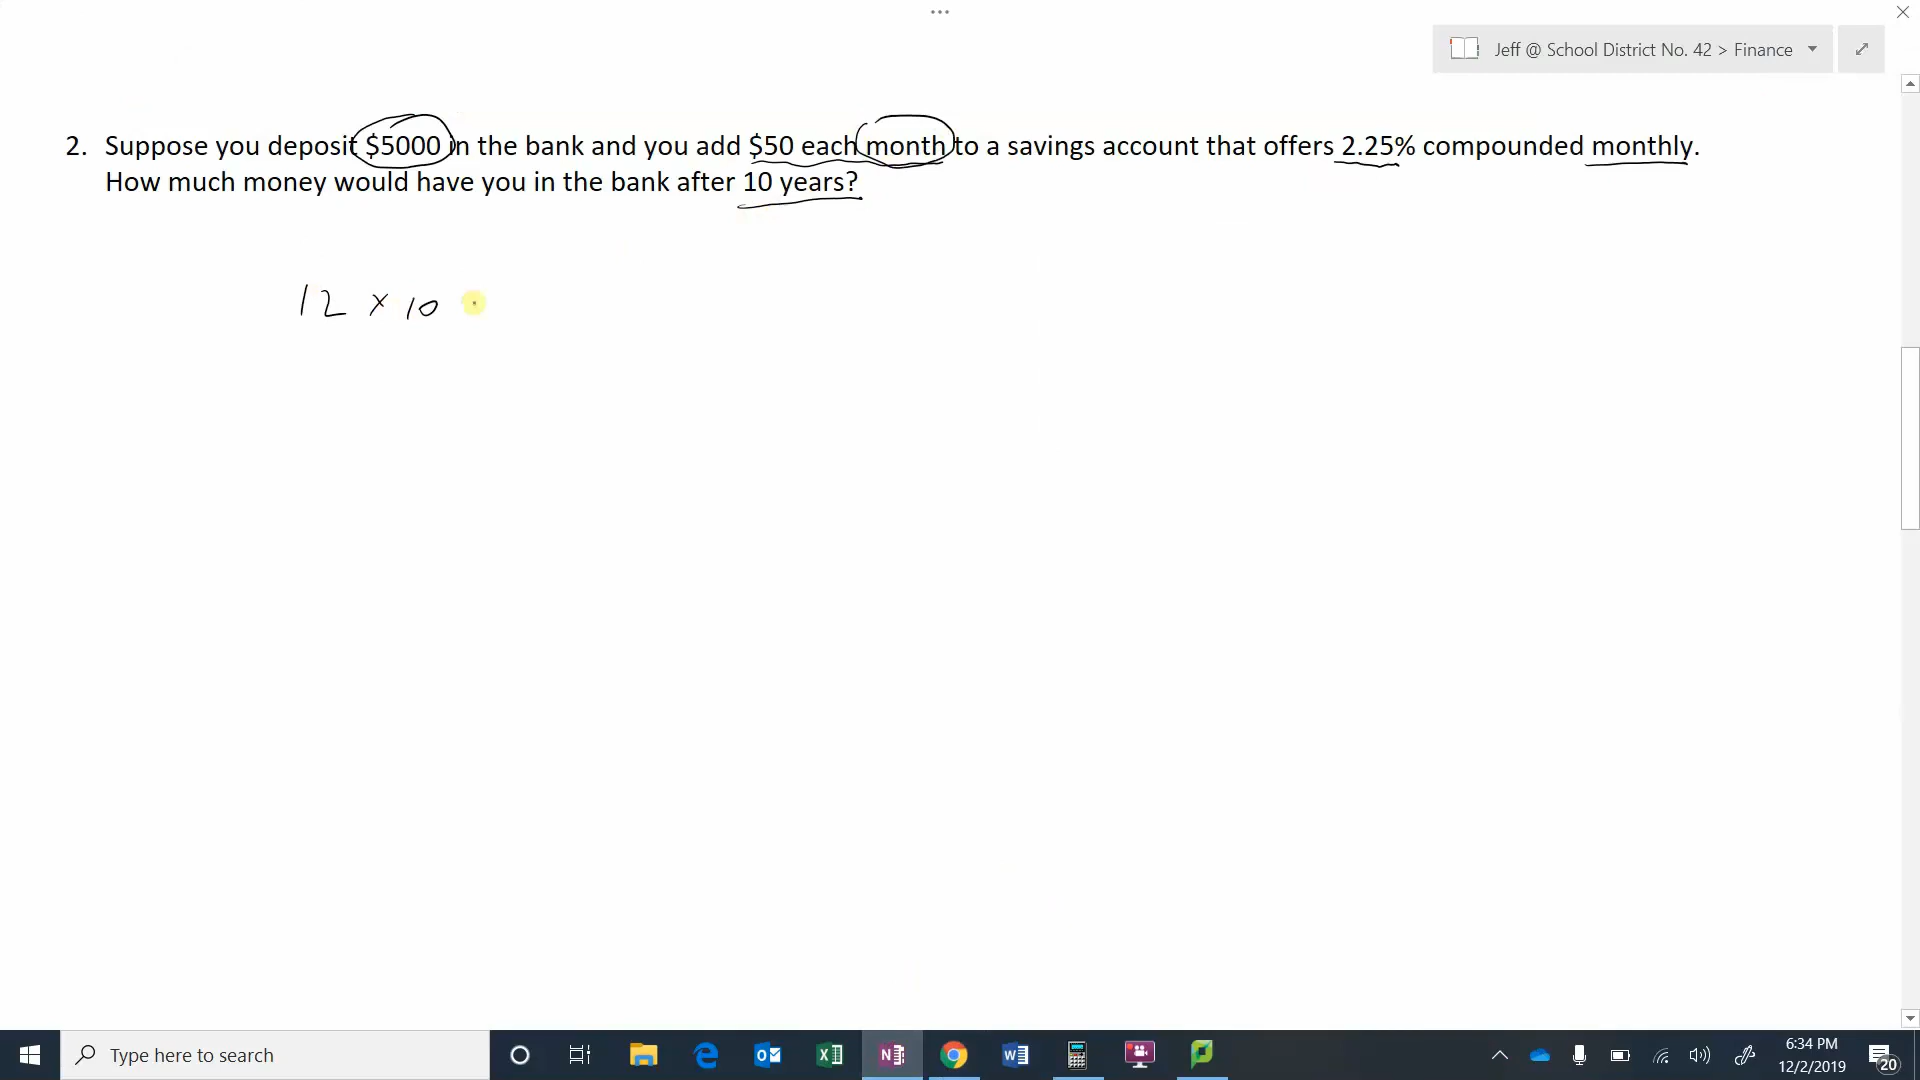 Jeff @ School District No. 42 > Finance
2. Suppose you deposit $5000 in the bank and you add $50 each month to a savings account that offers 2.25% compounded monthly.
How much money would have you in the bank after 10 years?
12 × 10
Type here to search
6:34 PM
12/2/2019
20